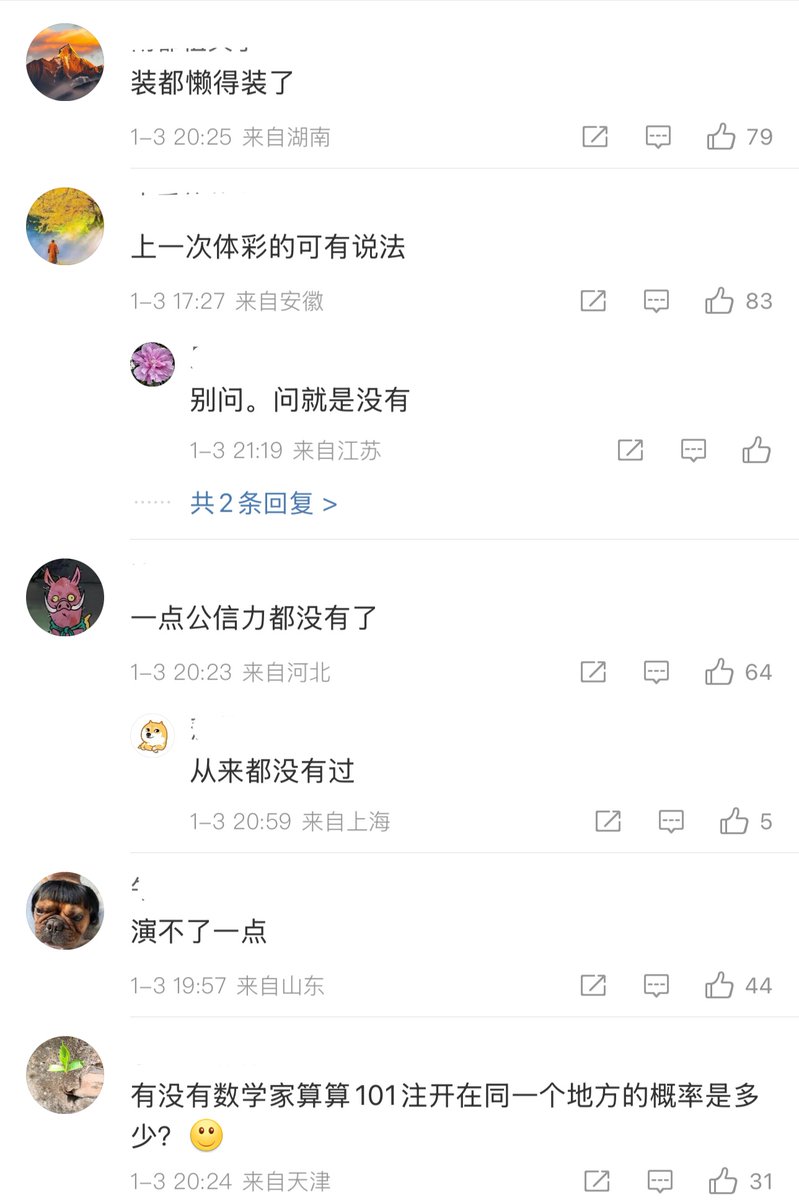 装都懒得装了
1-3 20:25 来自湖南
79
上一次体彩的可有说法
1-3 17:27 来自安徽
83
别问。问就是没有
1-3 21:19 来自江苏
共2条回复 >
一点公信力都没有了
1-3 20:23 来自河北
64
从来都没有过
1-3 20:59 来自上海
5
演不了一点
1-3 19:57 来自山东
44
有没有数学家算算101注开在同一个地方的概率是多
少?
1-3 20:24 来自天津
31